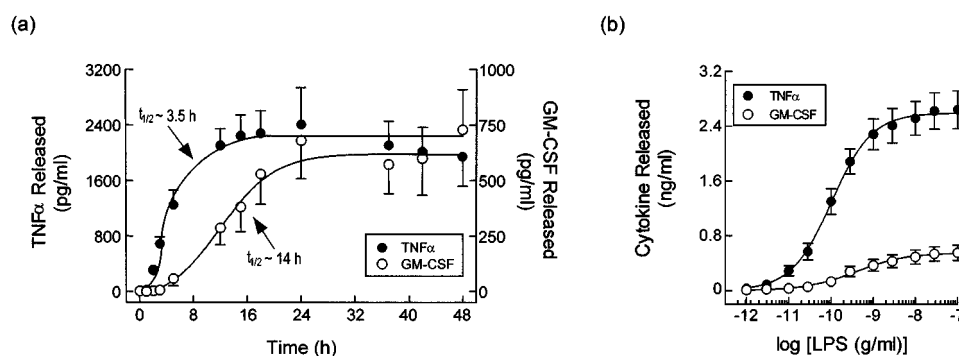 (a)
3200
2400
1600
800
0
TNFα Released
(pg/ml)
t1/2~ 3.5 h
t1/2~ 14 h
TNFα
GM-CSF
1000
750
500
250
0
GM-CSF Released
(pg/ml)
0 8 16 24 32 40 48
Time (h)
(b)
3.2
2.4
1.6
0.8
0
Cytokine Released
(ng/ml)
TNFα
GM-CSF
-12 -11 -10 -9 -8 -7
log [LPS (g/ml)]